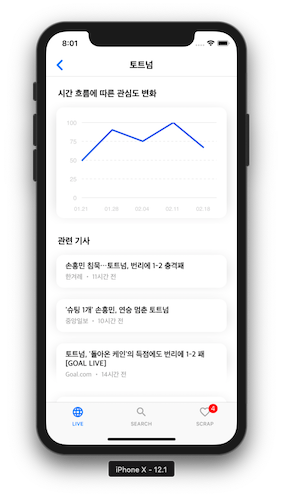 8:01
토트넘
시간 흐름에 따른 관심도 변화
100
75
50
25
0
01-21 01-28 02-04 02-11 02-18
관련 기사
손흥민 침묵…토트넘, 번리에 1-2 충격패
한겨레 • 11시간 전
'슈팅 1개' 손흥민, 연승 멈춘 토트넘
중앙일보 • 10시간 전
토트넘, '돌아온 케인'의 득점에도 번리에 1-2 패
[GOAL LIVE]
Goal.com • 14시간 전
4
LIVE SEARCH SCRAP
iPhone X - 12.1